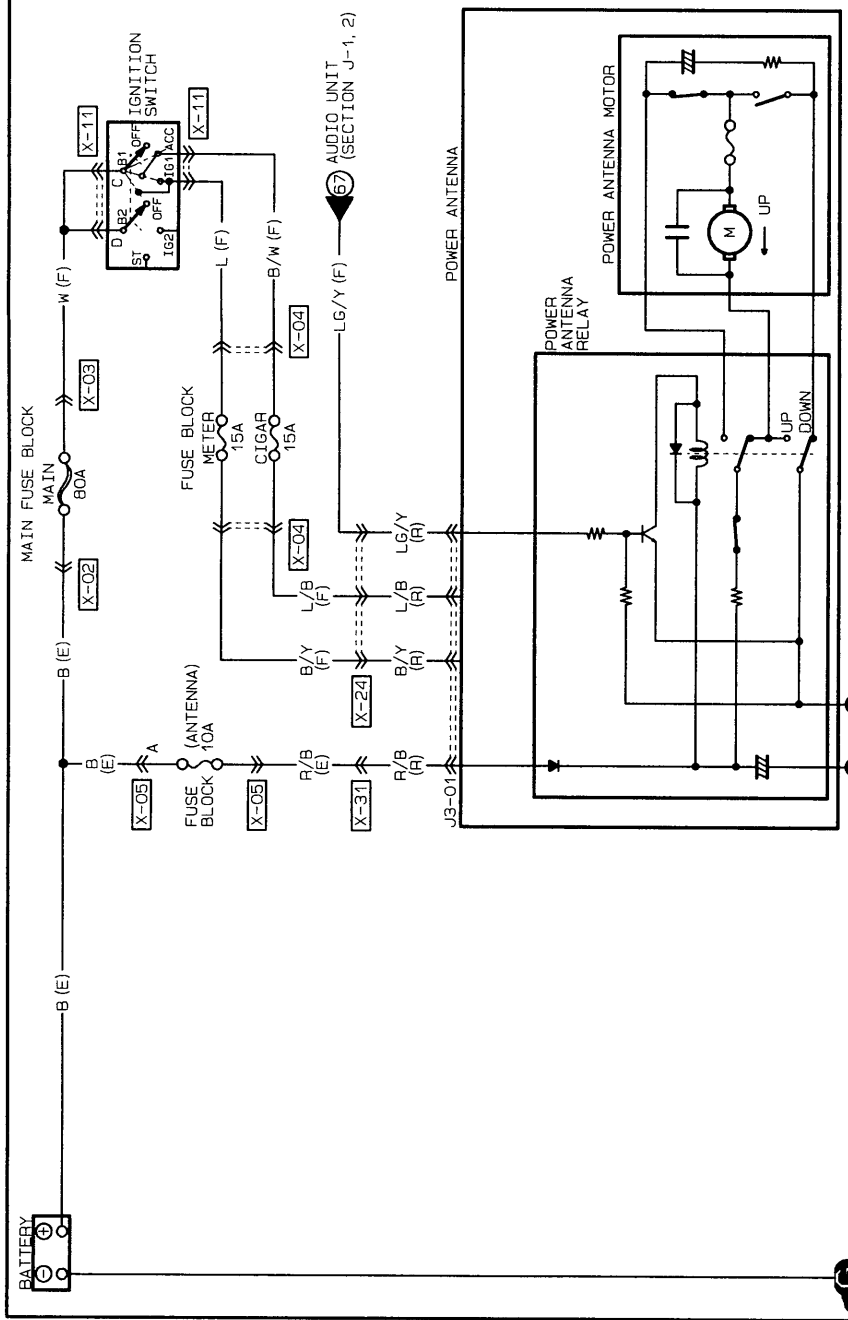 BATTERY
⊖ ⊕
B (E)
B (E)
X-02
MAIN FUSE BLOCK
MAIN
80A
X-03
W (F)
X-11
IGNITION
SWITCH
D
B2
OFF
ST
IG2
C
B1
OFF
IG1
ACC
X-11
L (F)
B/W (F)
X-04
FUSE BLOCK
METER
15A
CIGAR
15A
X-04
67
AUDIO UNIT
(SECTION J-1, 2)
LG/Y (F)
B
(E)
A
X-05
(ANTENNA)
10A
FUSE
BLOCK
X-05
R/B
(E)
X-31
R/B
(R)
B/Y
(F)
X-24
B/Y
(R)
L/B
(F)
L/B
(R)
LG/Y
(R)
J3-01
POWER ANTENNA
POWER
ANTENNA
RELAY
UP
DOWN
POWER ANTENNA MOTOR
M
UP